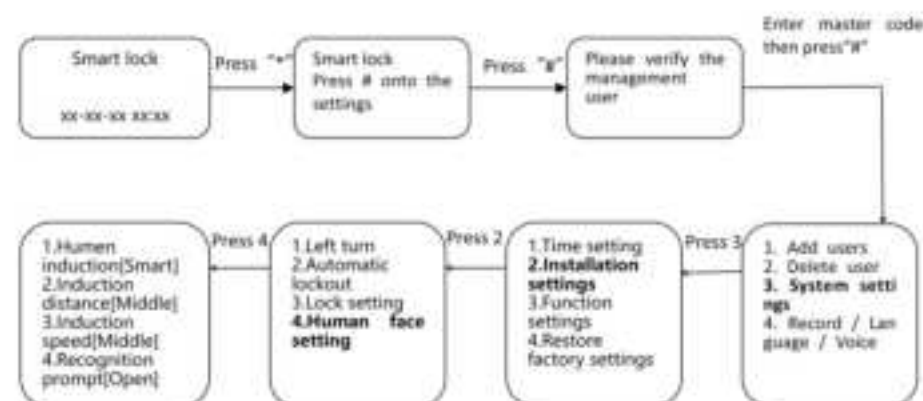 Smart lock
xx-xx-xx xx:xx
Press "*"
Smart lock
Press # onto the
settings
Press "#"
Please verify the
management
user
Enter master code
then press"#"
1. Add users
2. Delete user
3. System setti
ngs
4. Record / Lan
guage / Voice
Press 3
1.Time setting
2.Installation
settings
3.Function
settings
4.Restore
factory settings
Press 2
1.Left turn
2.Automatic
lockout
3.Lock setting
4.Human face
setting
Press 4
1.Humen
induction[Smart]
2.Induction
distance[Middle]
3.Induction
speed[Middle[
4.Recognition
prompt[Open]